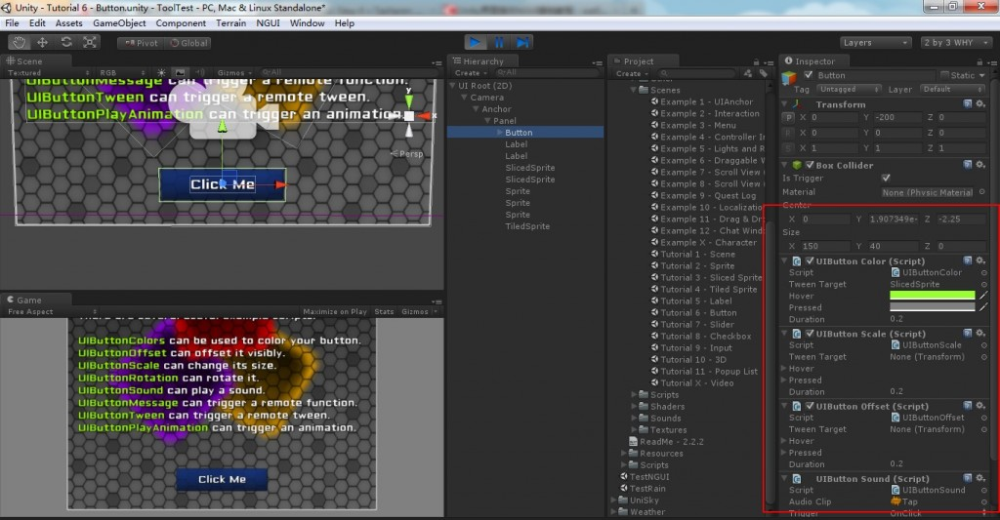 Unity - Tutorial 6 - Button.unity - ToolTest - PC, Mac & Linux Standalone*
File Edit Assets GameObject Component Terrain NGUI Window Help
Pivot Global
Layers 2 by 3 WHY
Scene
Textured RGB Gizmos All
UIButtonMessage can trigger a remote function.
UIButtonTween can trigger a remote tween.
UIButtonPlayAnimation can trigger an animation.
y
x
Persp
Click Me
Game
Free Aspect Maximize on Play Stats Gizmos
UIButtonColors can be used to color your button.
UIButtonOffset can offset it visibly.
UIButtonScale can change its size.
UIButtonRotation can rotate it.
UIButtonSound can play a sound.
UIButtonMessage can trigger a remote function.
UIButtonTween can trigger a remote tween.
UIButtonPlayAnimation can trigger an animation.
Click Me
Hierarchy
Create All
UI Root (2D)
Camera
Anchor
Panel
Button
Label
Label
SlicedSprite
SlicedSprite
Sprite
Sprite
Sprite
TiledSprite
Project
Create
Scenes
Example 1 - UIAnchor
Example 2 - Interaction
Example 3 - Menu
Example 4 - Controller In
Example 5 - Lights and R
Example 6 - Draggable W
Example 7 - Scroll View
Example 8 - Scroll View
Example 9 - Quest Log
Example 10 - Localizatio
Example 11 - Drag & Dr
Example 12 - Chat Wind
Example X - Character
Tutorial 1 - Scene
Tutorial 2 - Sprite
Tutorial 3 - Sliced Sprite
Tutorial 4 - Tiled Sprite
Tutorial 5 - Label
Tutorial 6 - Button
Tutorial 7 - Slider
Tutorial 8 - Checkbox
Tutorial 9 - Input
Tutorial 10 - 3D
Tutorial 11 - Popup List
Tutorial X - Video
Scripts
Shaders
Sounds
Textures
ReadMe - 2.2.2
Resources
Scripts
TestNGUI
TestRain
UniSky
Weather
Inspector
Button Static
Tag Untagged Layer Default
Transform
P X 0 Y -200 Z 0
X 0 Y 0 Z 0
S X 1 Y 1 Z 1
Box Collider
Is Trigger
Material None (Physic Material
Center
X 0 Y 1.907349e- Z -2.25
Size
X 150 Y 40 Z 0
UIButton Color (Script)
Script UIButtonColor
Tween Target SlicedSprite
Hover
Pressed
Duration 0.2
UIButton Scale (Script)
Script UIButtonScale
Tween Target None (Transform)
Hover
Pressed
Duration 0.2
UIButton Offset (Script)
Script UIButtonOffset
Tween Target None (Transform)
Hover
Pressed
Duration 0.2
UIButton Sound (Script)
Script UIButtonSound
Audio Clip Tap
Trigger OnClick